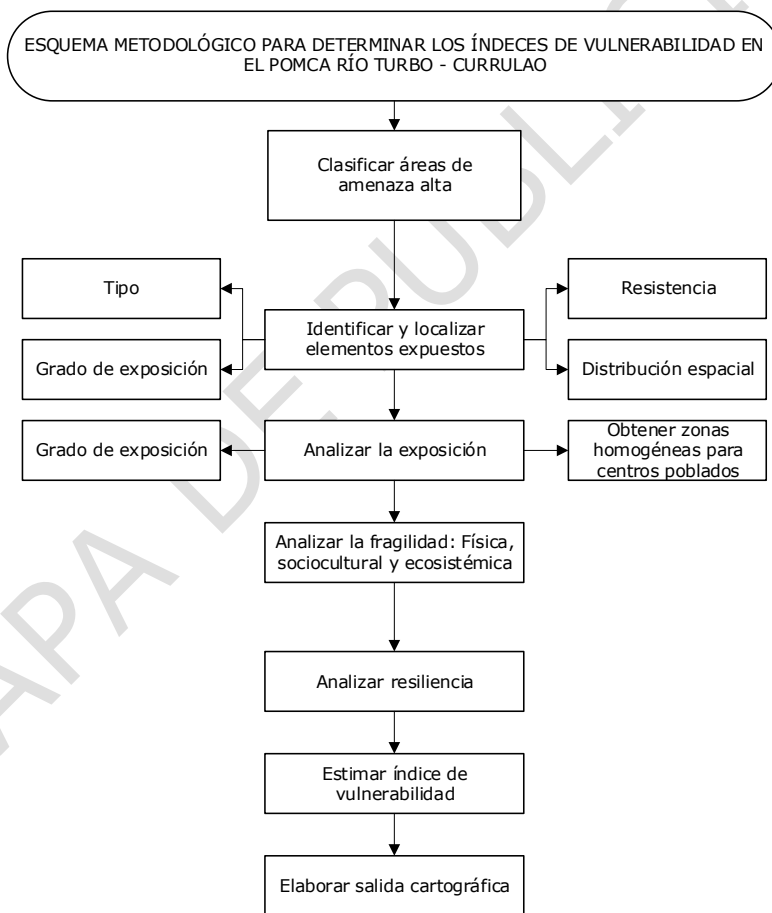 ESQUEMA METODOLÓGICO PARA DETERMINAR LOS ÍNDECES DE VULNERABILIDAD EN
EL POMCA RÍO TURBO - CURRULAO
Clasificar áreas de
amenaza alta
Tipo
Resistencia
Identificar y localizar
elementos expuestos
Grado de exposición
Distribución espacial
Grado de exposición
Analizar la exposición
Obtener zonas
homogéneas para
centros poblados
Analizar la fragilidad: Física,
sociocultural y ecosistémica
Analizar resiliencia
Estimar índice de
vulnerabilidad
Elaborar salida cartográfica